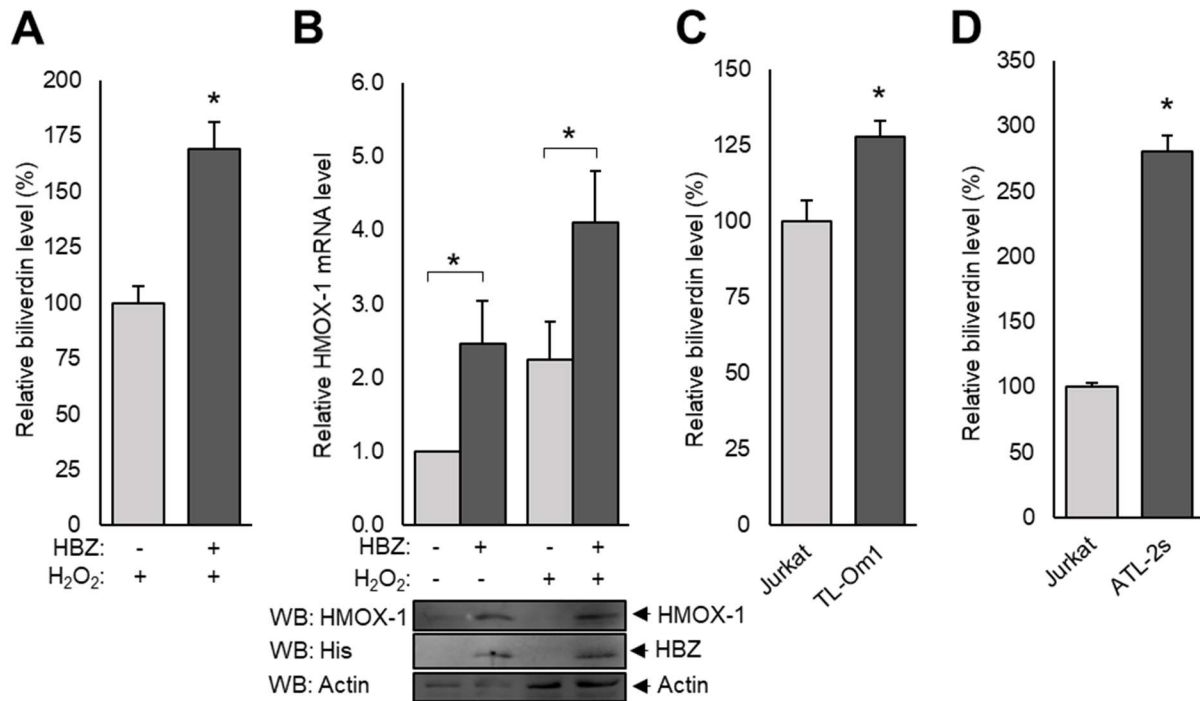 A
Relative biliverdin level (%)
200
175
150
125
100
75
50
25
0
*
HBZ: - +
H₂O₂: + +
B
Relative HMOX-1 mRNA level
6.0
5.0
4.0
3.0
2.0
1.0
0.0
*
*
HBZ: - + - +
H₂O₂: - - + +
WB: HMOX-1 HMOX-1
WB: His HBZ
WB: Actin Actin
C
Relative biliverdin level (%)
150
125
100
75
50
25
0
*
Jurkat
TL-Om1
D
Relative biliverdin level (%)
350
300
250
200
150
100
50
0
*
Jurkat
ATL-2s